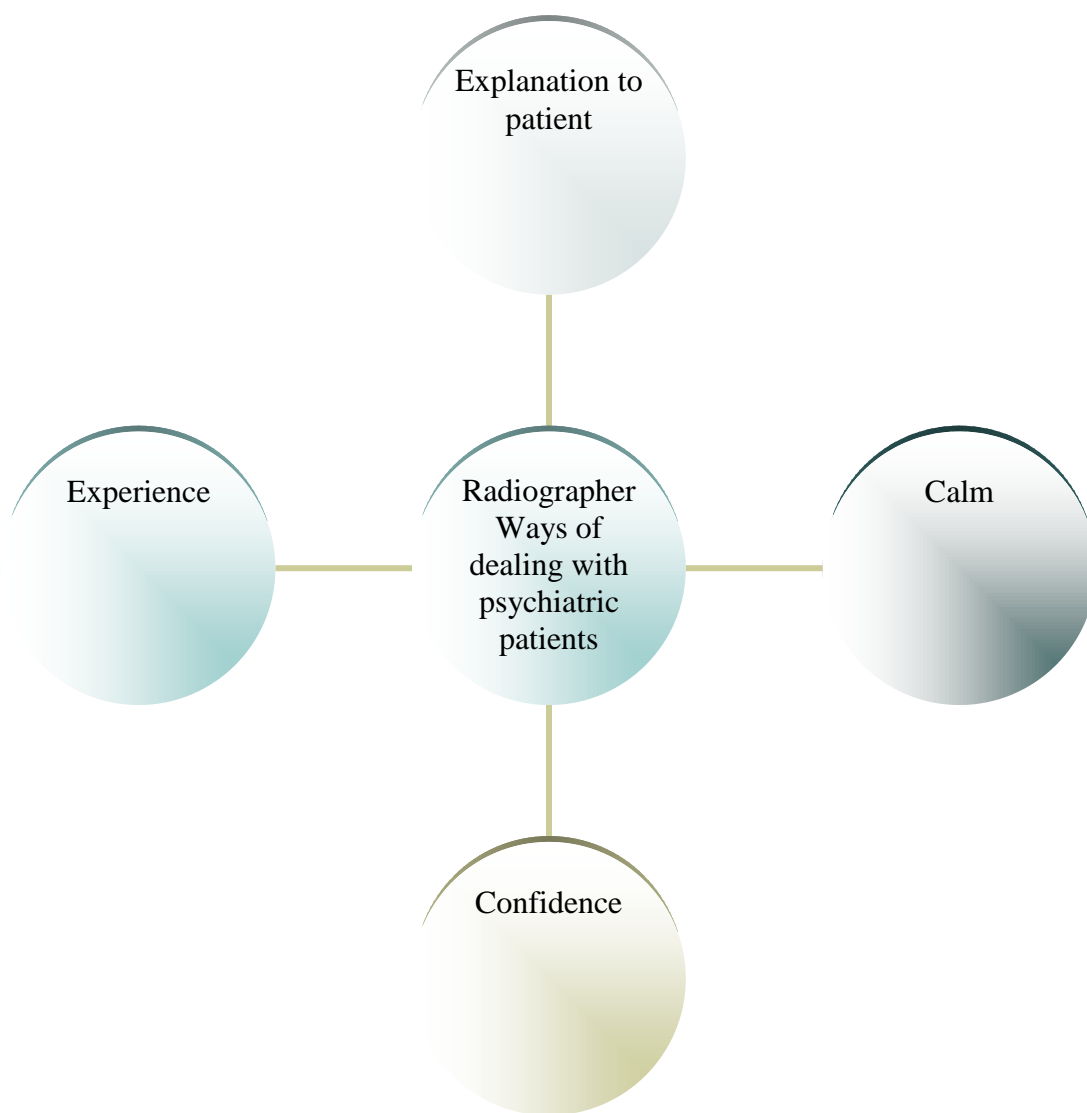 Explanation to
patient
Experience
Radiographer
Ways of
dealing with
psychiatric
patients
Calm
Confidence